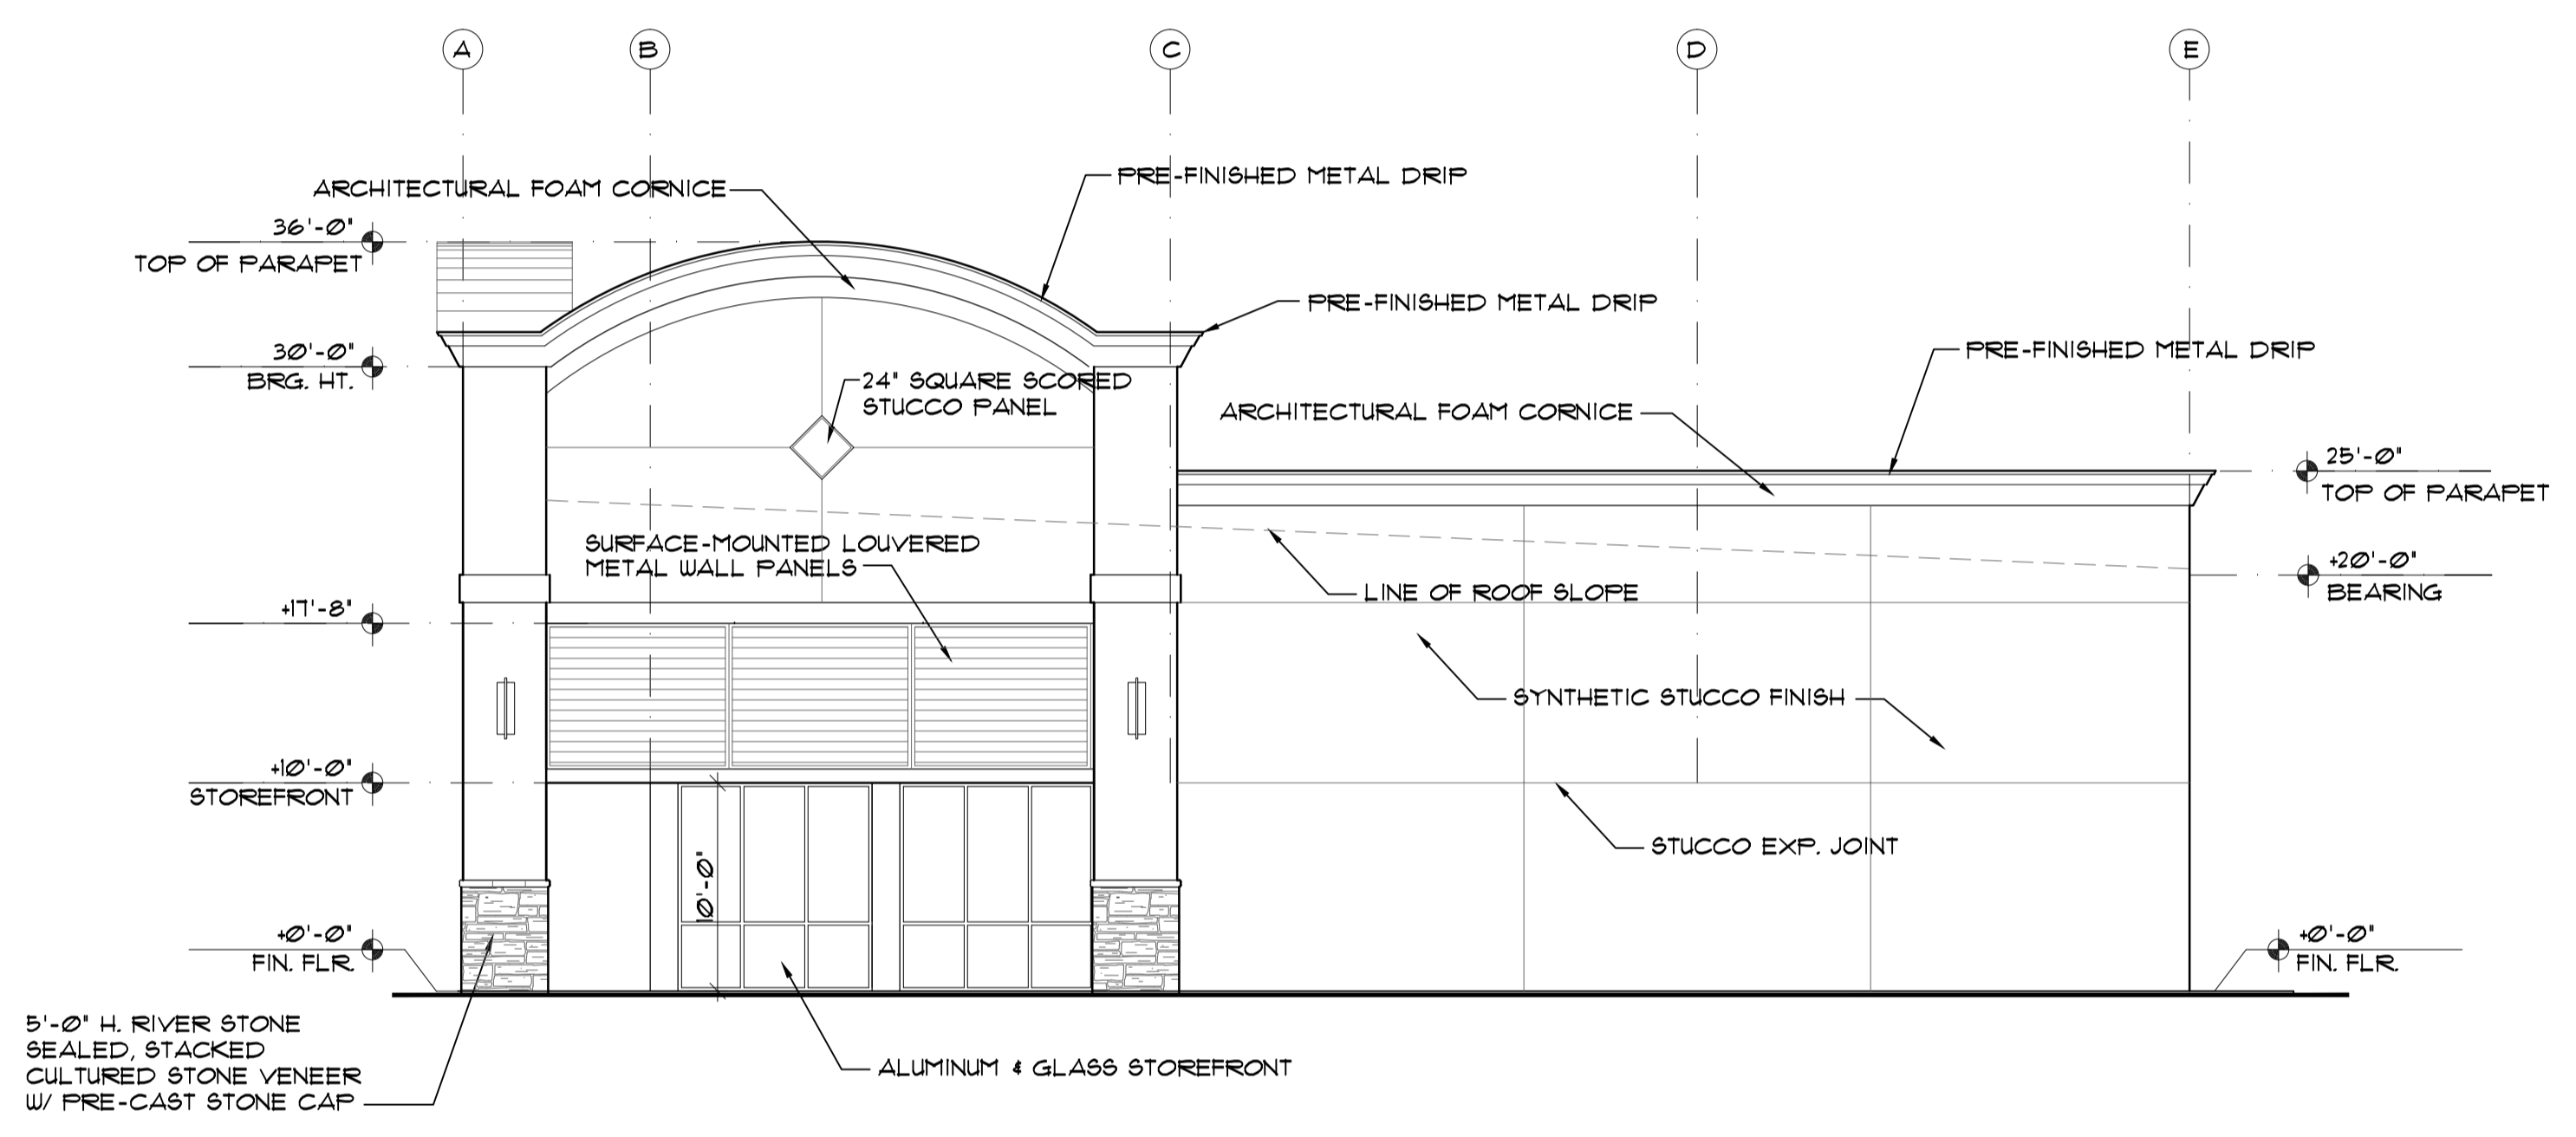 A
B
C
D
E
ARCHITECTURAL FOAM CORNICE
PRE-FINISHED METAL DRIP
36'-0"
TOP OF PARAPET
PRE-FINISHED METAL DRIP
30'-0"
BRG. HT.
24" SQUARE SCORED
STUCCO PANEL
PRE-FINISHED METAL DRIP
ARCHITECTURAL FOAM CORNICE
25'-0"
TOP OF PARAPET
SURFACE-MOUNTED LOUVERED
METAL WALL PANELS
LINE OF ROOF SLOPE
+20'-0"
BEARING
+17'-8"
SYNTHETIC STUCCO FINISH
+10'-0"
STOREFRONT
STUCCO EXP. JOINT
10'-0"
+0'-0"
FIN. FLR.
+0'-0"
FIN. FLR.
5'-0" H. RIVER STONE
SEALED, STACKED
CULTURED STONE VENEER
W/ PRE-CAST STONE CAP
ALUMINUM & GLASS STOREFRONT